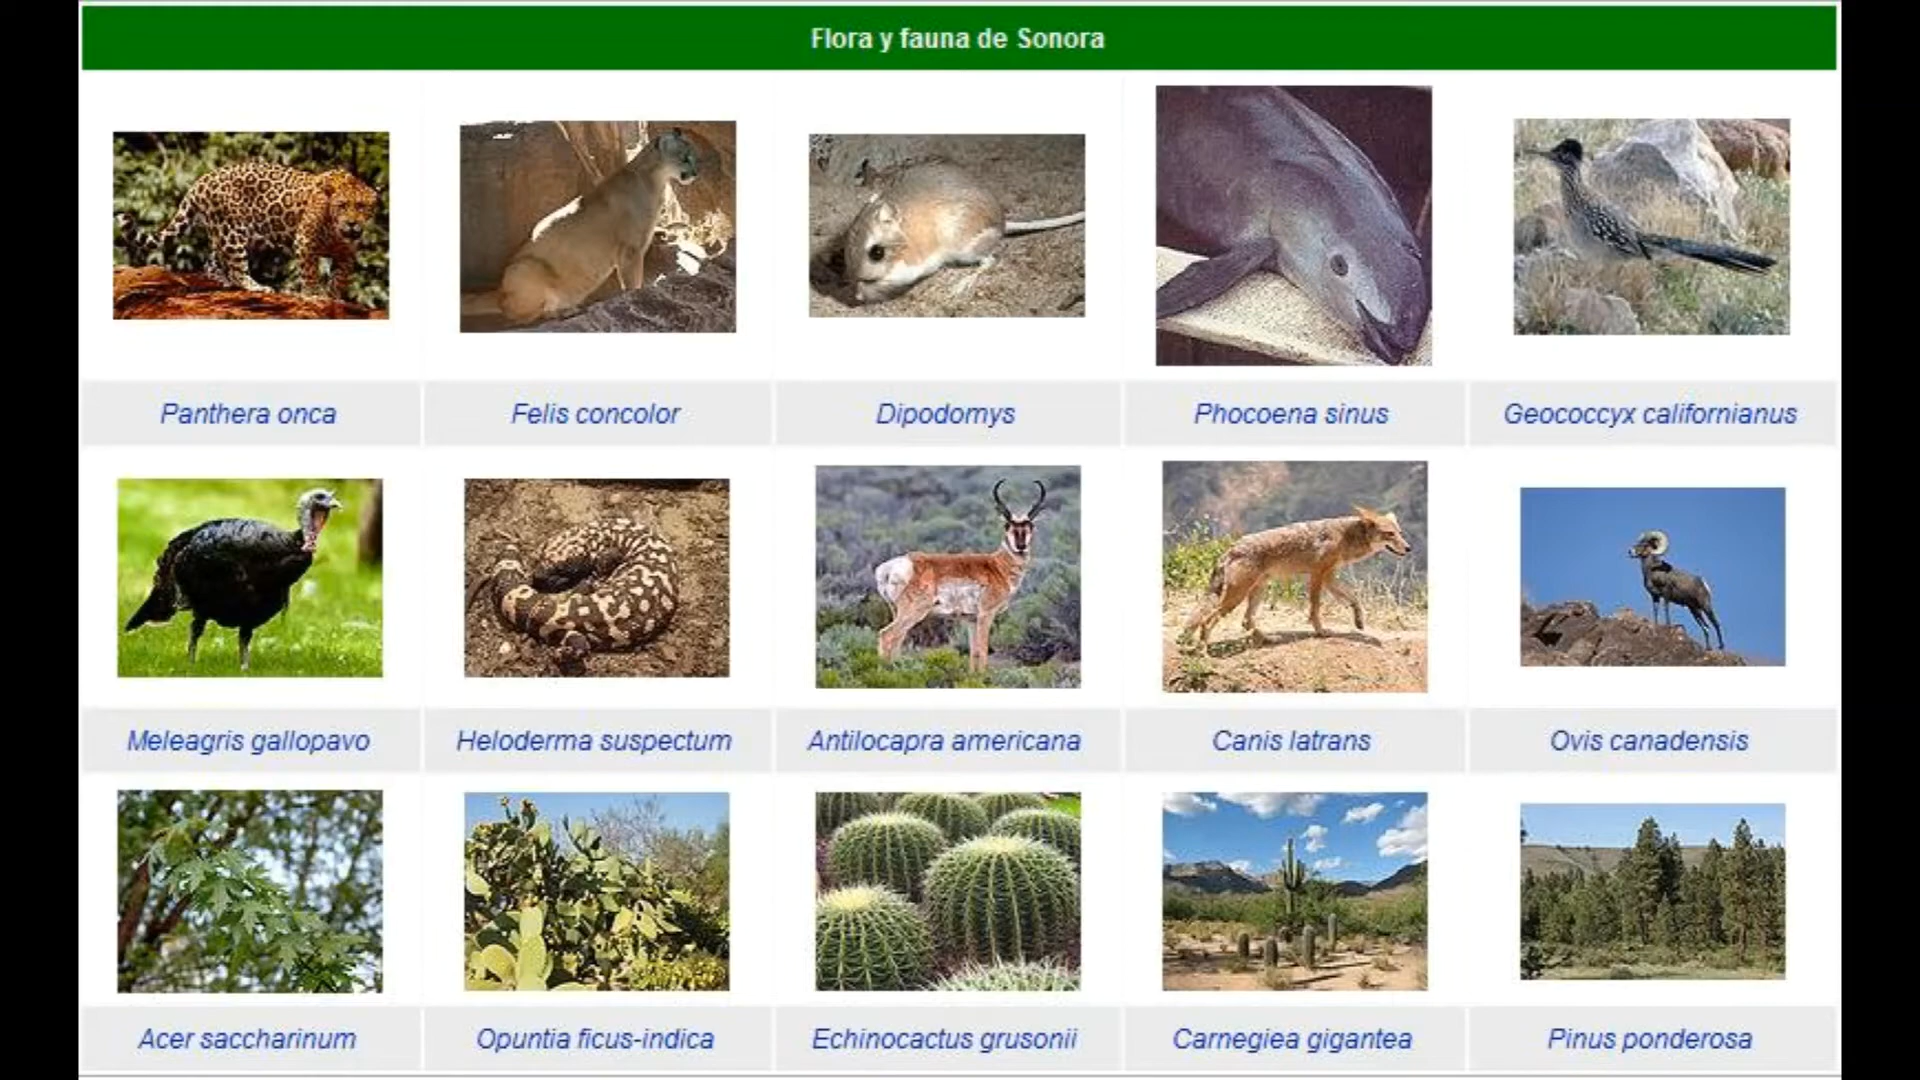 Flora y fauna de Sonora
Panthera onca
Felis concolor
Dipodomys
Phocoena sinus
Geococcyx californianus
Meleagris gallopavo
Heloderma suspectum
Antilocapra americana
Canis latrans
Ovis canadensis
Acer saccharinum
Opuntia ficus-indica
Echinocactus grusonii
Carnegiea gigantea
Pinus ponderosa